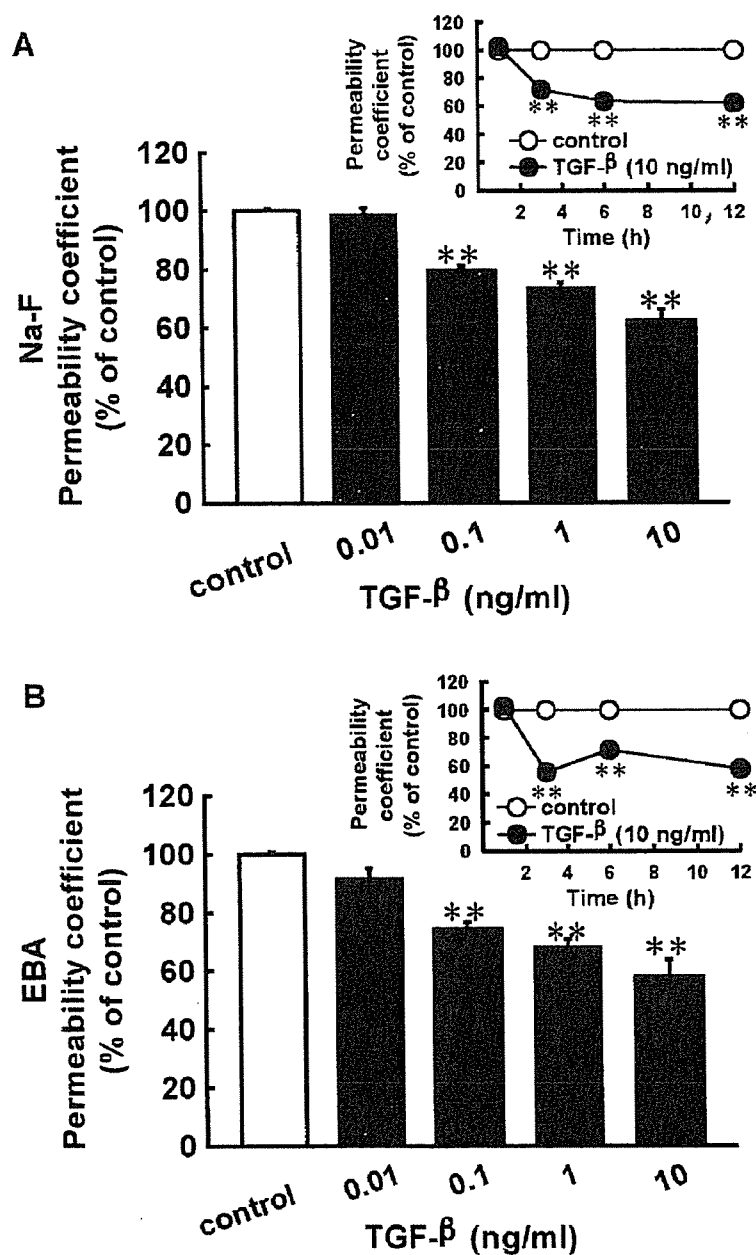 A
Permeability
coefficient
(% of control)
120
100
80
60
40
20
0
**
**
**
control
TGF-β (10 ng/ml)
2 4 6 8 10, 12
Time (h)
Na-F
Permeability coefficient
(% of control)
120
100
80
60
40
20
0
**
**
**
control
0.01
0.1
1
10
TGF-β (ng/ml)
B
Permeability
coefficient
(% of control)
120
100
80
60
40
20
0
**
**
**
control
TGF-β (10 ng/ml)
2 4 6 8 10 12
Time (h)
EBA
Permeability coefficient
(% of control)
120
100
80
60
40
20
0
**
**
**
control
0.01
0.1
1
10
TGF-β (ng/ml)